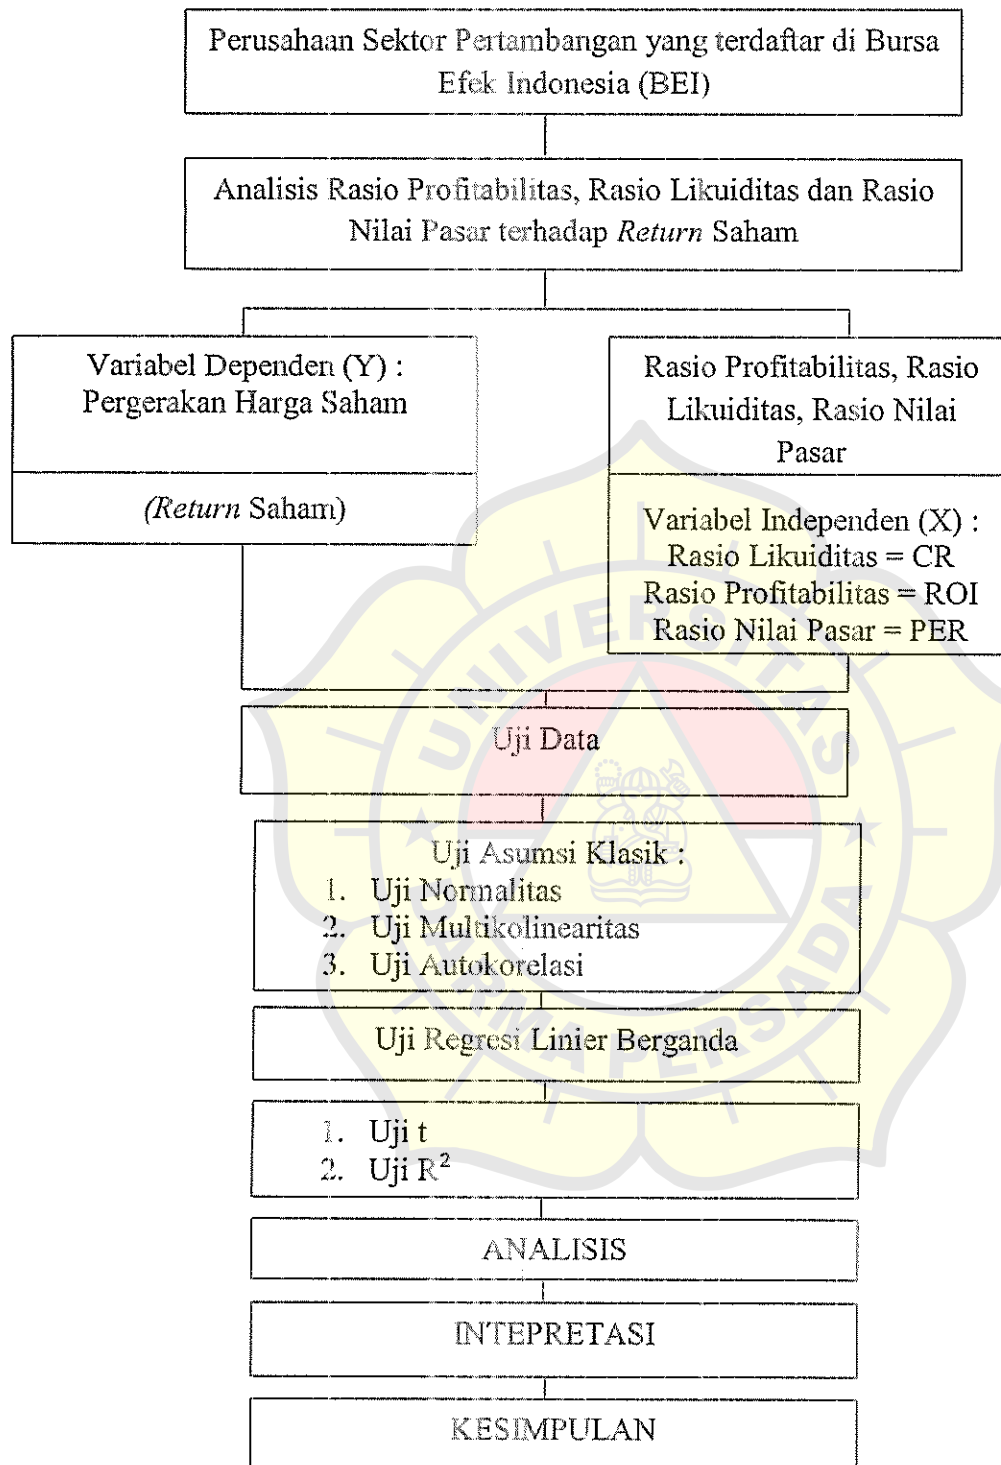 Perusahaan Sektor Pertambangan yang terdaftar di Bursa
Efek Indonesia (BEI)
Analisis Rasio Profitabilitas, Rasio Likuiditas dan Rasio
Nilai Pasar terhadap Return Saham
Variabel Dependen (Y) :
Pergerakan Harga Saham
(Return Saham)
Rasio Profitabilitas, Rasio
Likuiditas, Rasio Nilai
Pasar
Variabel Independen (X) :
Rasio Likuiditas = CR
Rasio Profitabilitas = ROI
Rasio Nilai Pasar = PER
Uji Data
Uji Asumsi Klasik :
1. Uji Normalitas
2. Uji Multikolinearitas
3. Uji Autokorelasi
Uji Regresi Linier Berganda
1. Uji t
2. Uji R²
ANALISIS
INTEPRETASI
KESIMPULAN
UNIVERSITAS
DARMA PERSADA